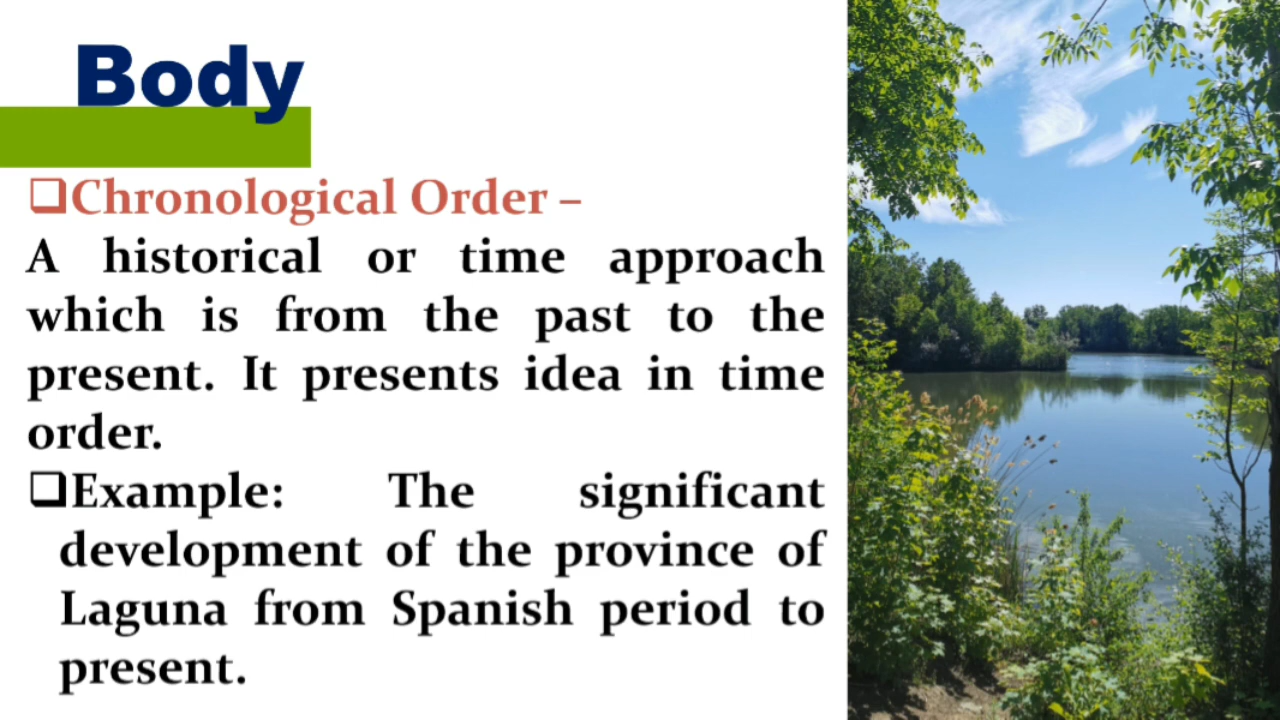 Body
❑Chronological Order –
A historical or time approach
which is from the past to the
present. It presents idea in time
order.
❑Example: The significant
development of the province of
Laguna from Spanish period to
present.